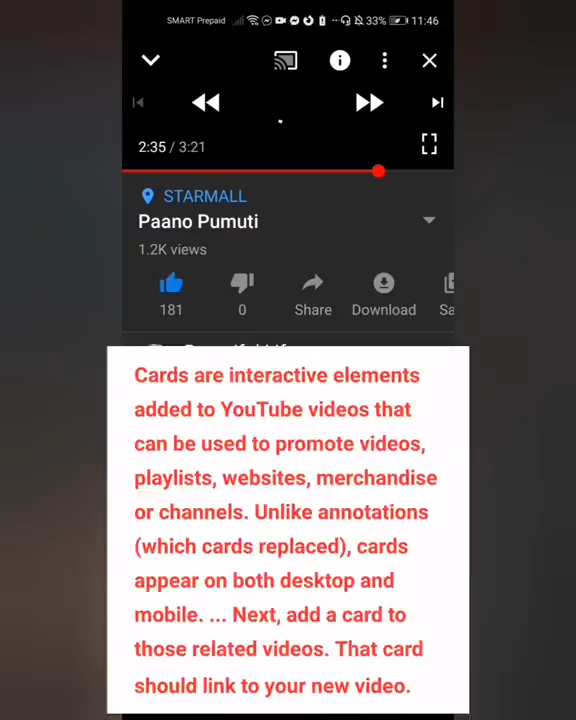 SMART Prepaid 33% 11:46
2:35 / 3:21
STARMALL
Paano Pumuti
1.2K views
181 0 Share Download Sa
Cards are interactive elements
added to YouTube videos that
can be used to promote videos,
playlists, websites, merchandise
or channels. Unlike annotations
(which cards replaced), cards
appear on both desktop and
mobile. ... Next, add a card to
those related videos. That card
should link to your new video.